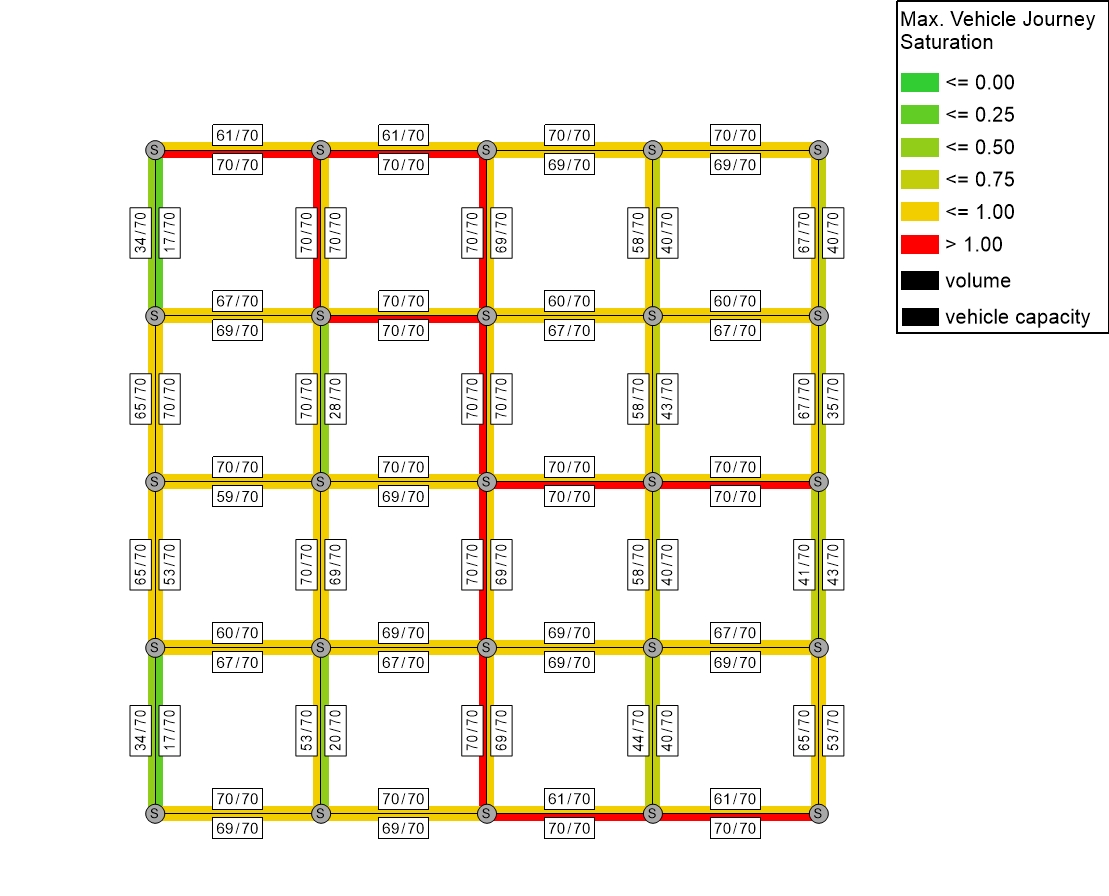 Max. Vehicle Journey
Saturation
<= 0.00
<= 0.25
<= 0.50
<= 0.75
<= 1.00
> 1.00
volume
vehicle capacity
61/70 61/70 70/70 70/70
S S S S S
70/70 70/70 69/70 69/70
34/70 17/70 70/70 70/70 70/70 69/70 58/70 40/70 67/70 40/70
67/70 70/70 60/70 60/70
S S S S S
69/70 70/70 67/70 67/70
65/70 70/70 70/70 28/70 70/70 70/70 58/70 43/70 67/70 35/70
70/70 70/70 70/70 70/70
S S S S S
59/70 69/70 70/70 70/70
65/70 53/70 70/70 69/70 70/70 69/70 58/70 40/70 41/70 43/70
60/70 69/70 69/70 67/70
S S S S S
67/70 67/70 69/70 69/70
34/70 17/70 53/70 20/70 70/70 69/70 44/70 40/70 65/70 53/70
70/70 70/70 61/70 61/70
S S S S S
69/70 69/70 70/70 70/70